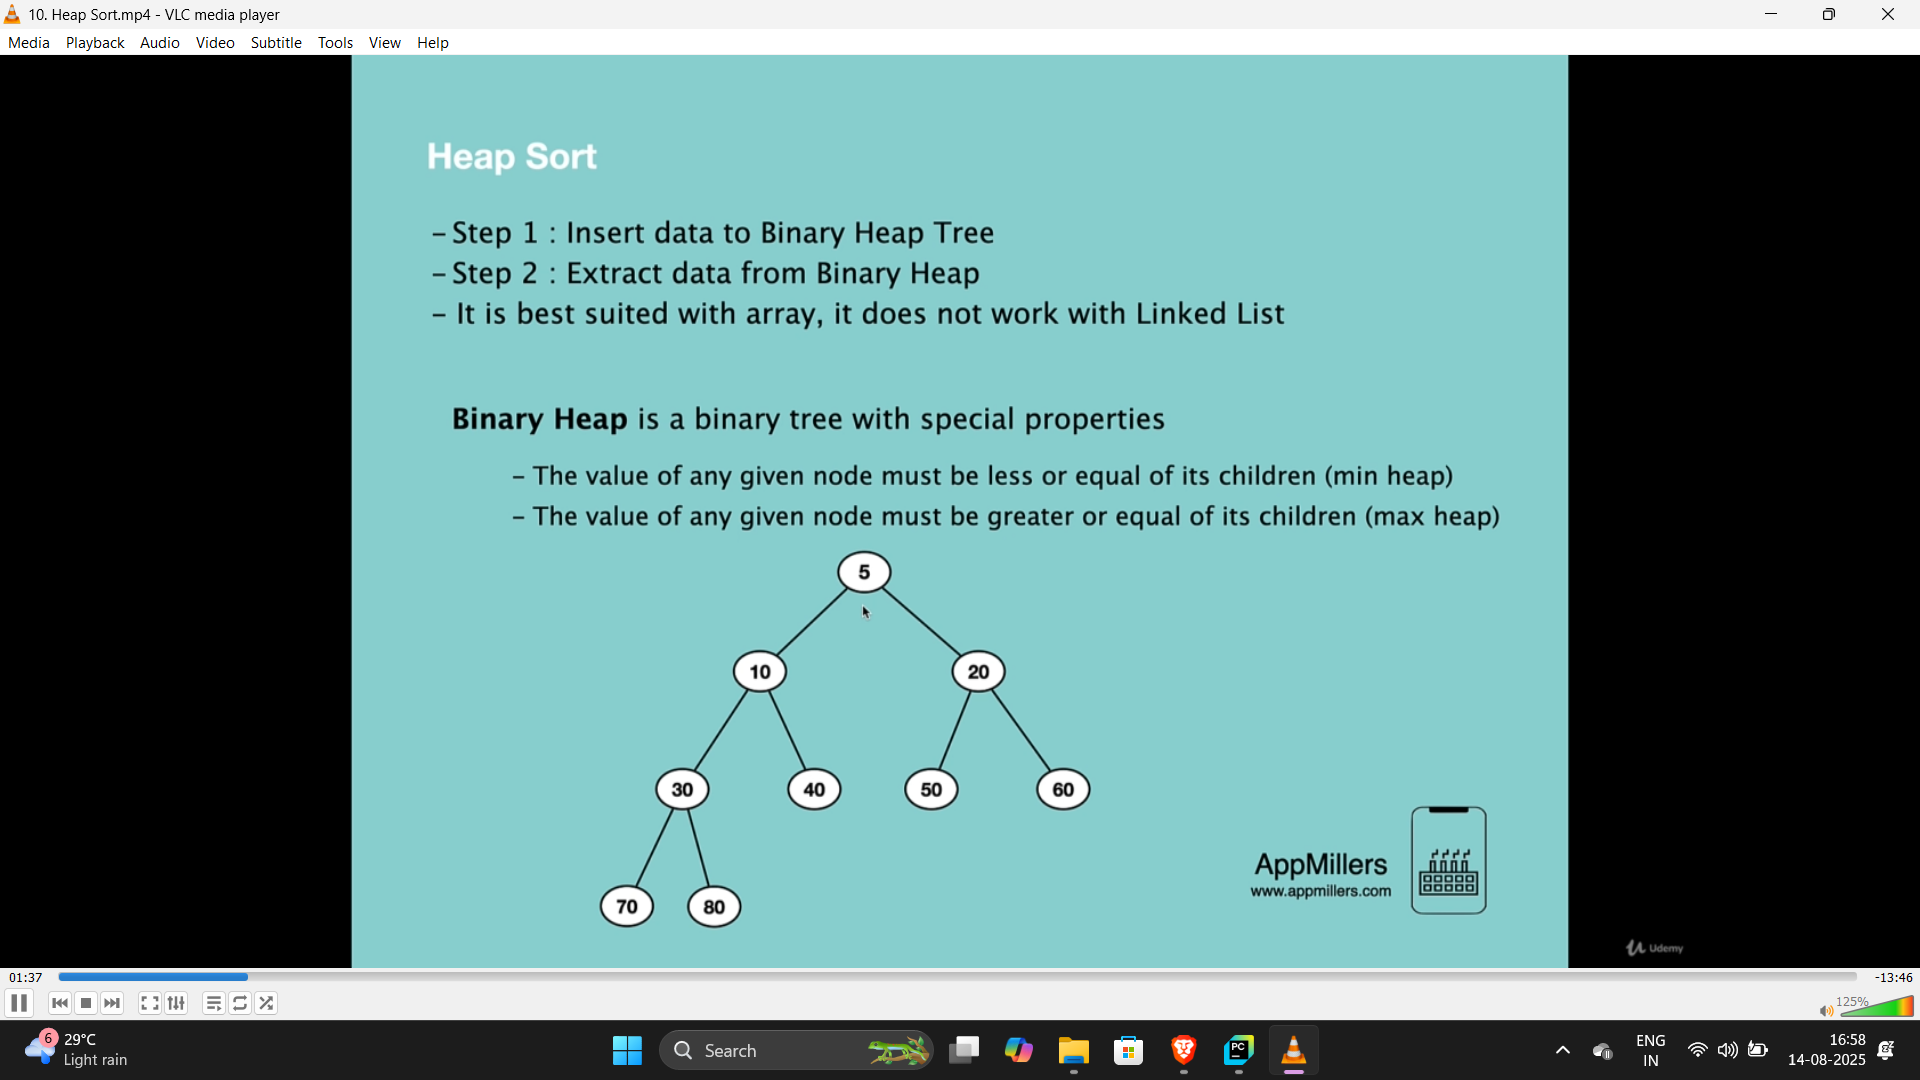 10. Heap Sort.mp4 - VLC media player
Media Playback Audio Video Subtitle Tools View Help
Heap Sort
– Step 1 : Insert data to Binary Heap Tree
– Step 2 : Extract data from Binary Heap
– It is best suited with array, it does not work with Linked List
Binary Heap is a binary tree with special properties
– The value of any given node must be less or equal of its children (min heap)
– The value of any given node must be greater or equal of its children (max heap)
5
10 20
30 40 50 60
70 80
AppMillers
www.appmillers.com
Udemy
01:37 -13:46
125%
6 29°C
Light rain
Search
PC
ENG
IN
16:58
14-08-2025